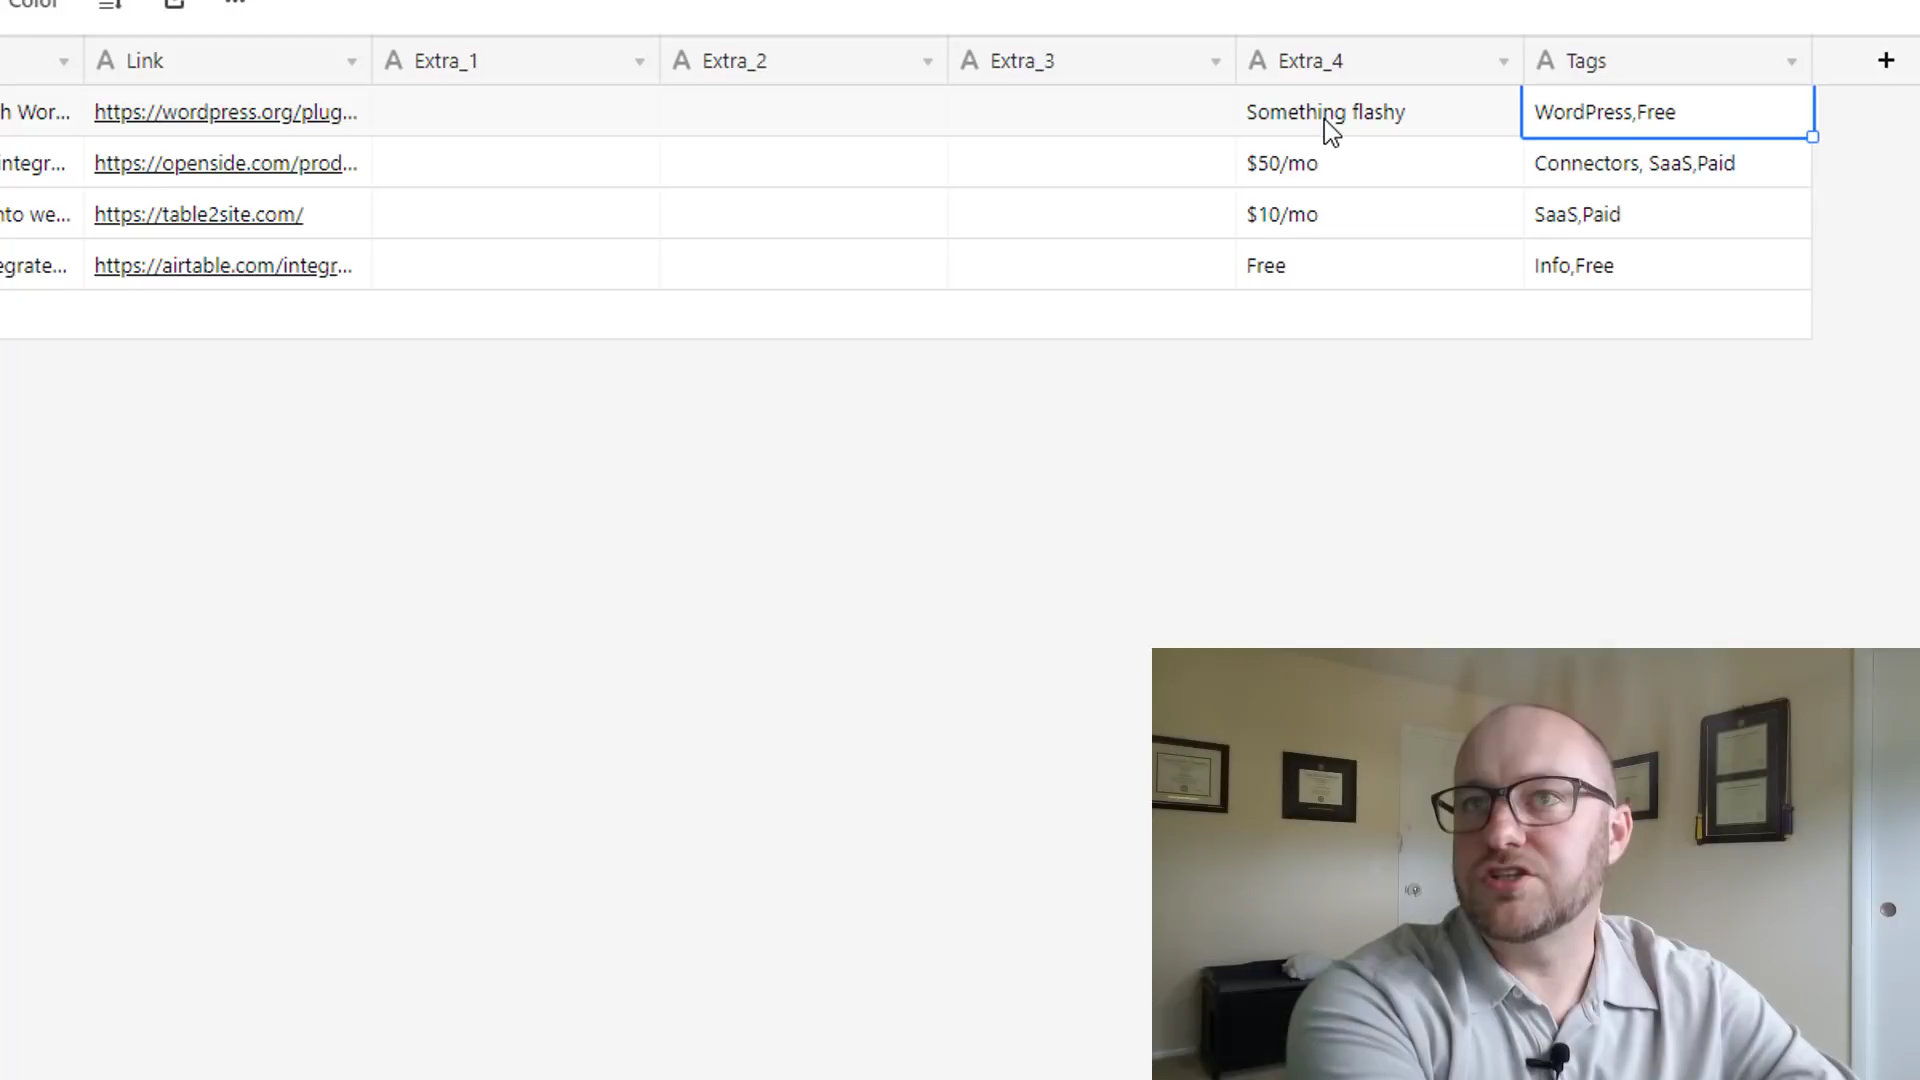 Color
Link Extra_1 Extra_2 Extra_3 Extra_4 Tags
h Wor... https://wordpress.org/plug... Something flashy WordPress,Free
integr... https://openside.com/prod... $50/mo Connectors, SaaS,Paid
nto we... https://table2site.com/ $10/mo SaaS,Paid
egrate... https://airtable.com/integr... Free Info,Free